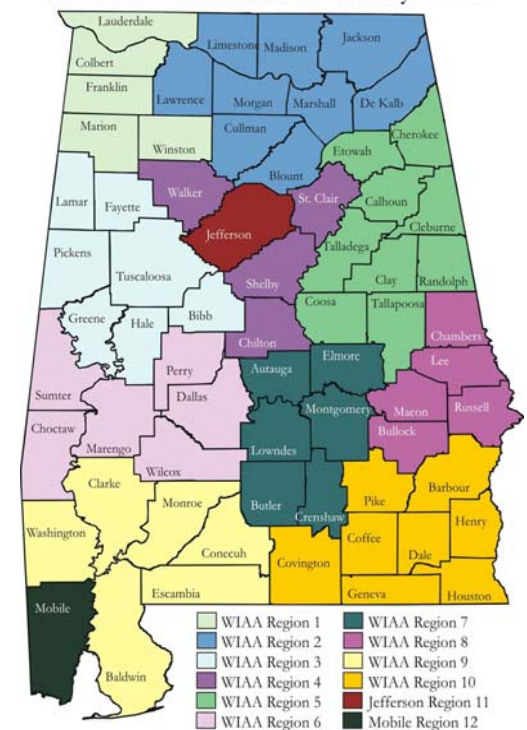 Lauderdale
Limestone Madison Jackson
Colbert
Franklin
Lawrence Morgan Marshall De Kalb
Marion Cullman Cherokee
Winston Etowah
Blount
Walker St. Clair
Lamar Fayette Calhoun
Jefferson Cleburne
Pickens Talladega
Tuscaloosa Shelby Clay Randolph
Greene Hale Bibb Coosa Tallapoosa
Chilton Chambers
Perry Autauga Elmore Lee
Sumter Dallas Montgomery Macon Russell
Choctaw Marengo Lowndes Bullock
Wilcox
Clarke Monroe Butler Pike Barbour
Crenshaw Henry
Washington Conecuh Covington Coffee Dale
Escambia Geneva Houston
Mobile
Baldwin
WIAA Region 1
WIAA Region 2
WIAA Region 3
WIAA Region 4
WIAA Region 5
WIAA Region 6
WIAA Region 7
WIAA Region 8
WIAA Region 9
WIAA Region 10
Jefferson Region 11
Mobile Region 12